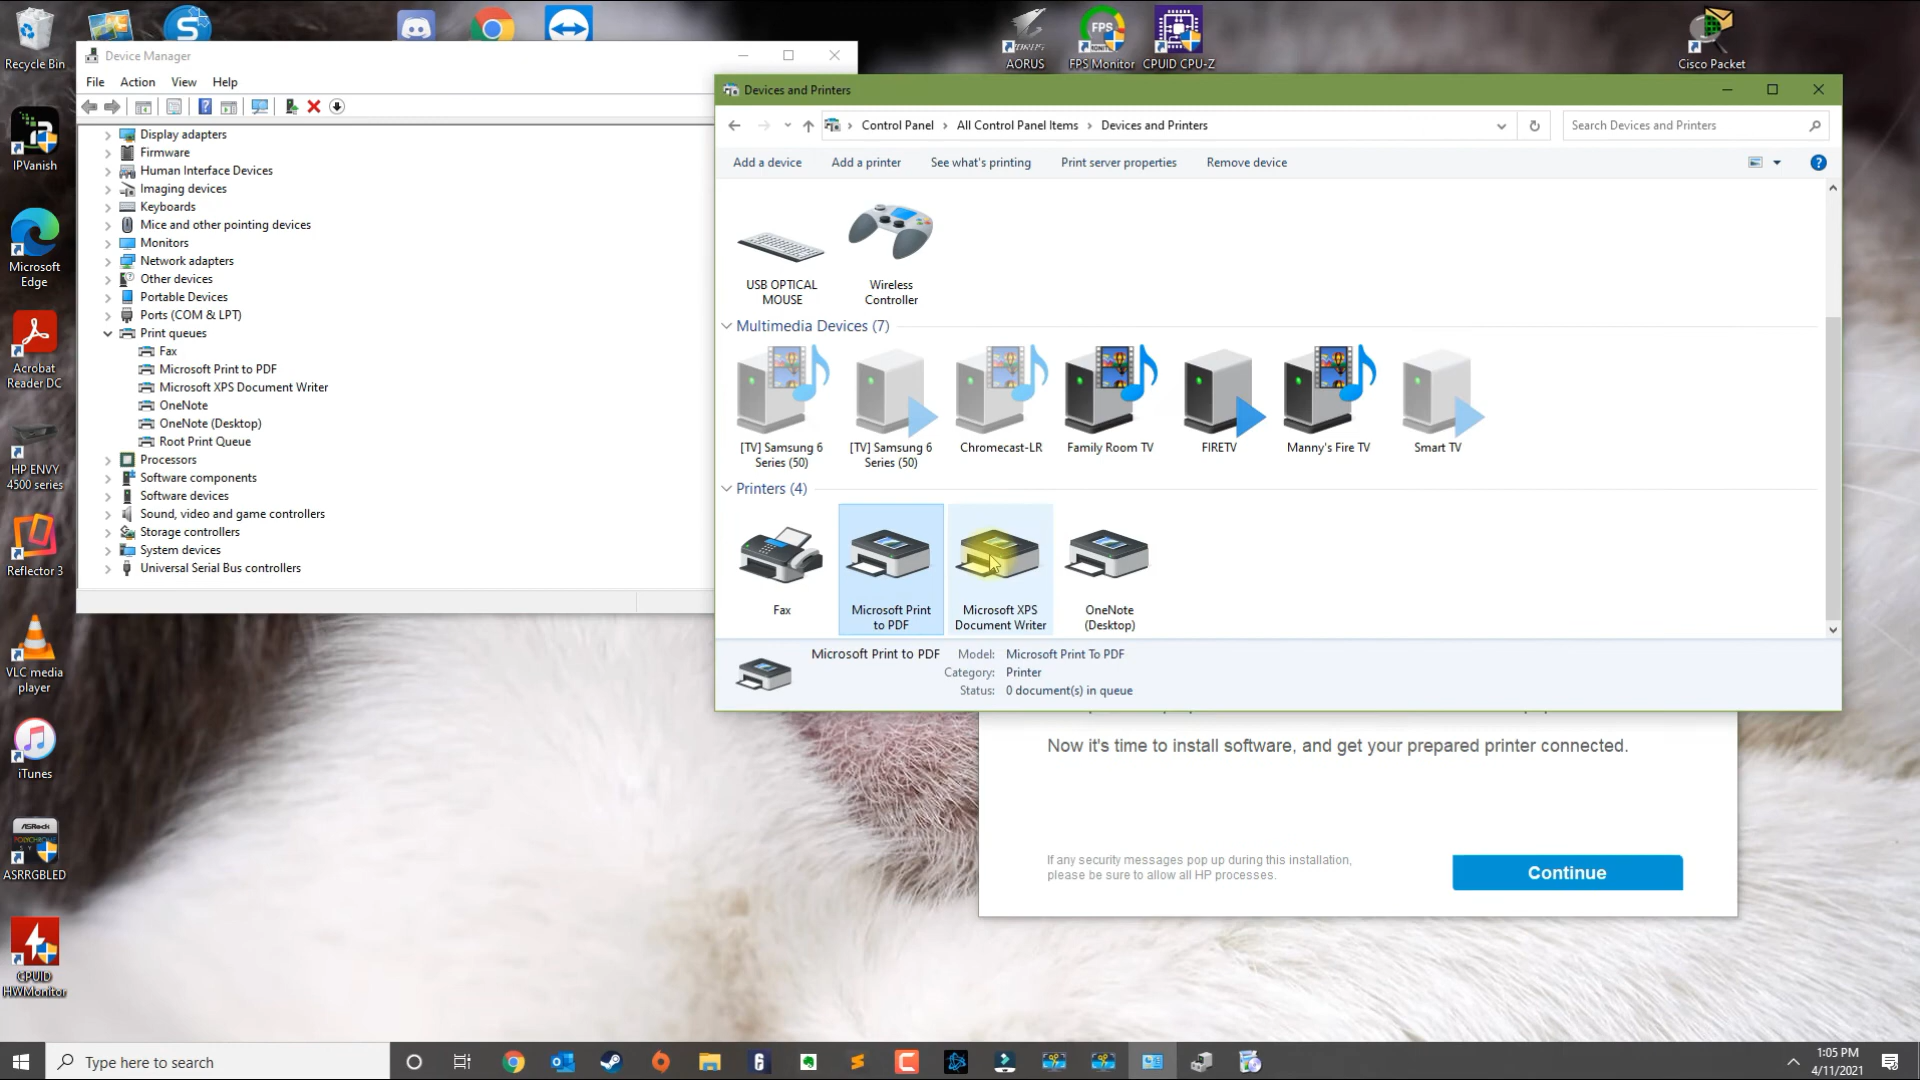 Recycle Bin
AORUS
FPS
FPS Monitor
CPUID CPU-Z
Cisco Packet
Device Manager
File Action View Help
Display adapters
Firmware
Human Interface Devices
Imaging devices
Keyboards
Mice and other pointing devices
Monitors
Network adapters
Other devices
Portable Devices
Ports (COM & LPT)
Print queues
Fax
Microsoft Print to PDF
Microsoft XPS Document Writer
OneNote
OneNote (Desktop)
Root Print Queue
Processors
Software components
Software devices
Sound, video and game controllers
Storage controllers
System devices
Universal Serial Bus controllers
IPVanish
Microsoft
Edge
Acrobat
Reader DC
HP ENVY
4500 series
Reflector 3
VLC media
player
iTunes
ASRock
ASRRGBLED
CPUID
HWMonitor
Devices and Printers
Control Panel > All Control Panel Items > Devices and Printers
Search Devices and Printers
Add a device Add a printer See what's printing Print server properties Remove device
USB OPTICAL
MOUSE
Wireless
Controller
Multimedia Devices (7)
[TV] Samsung 6
Series (50)
[TV] Samsung 6
Series (50)
Chromecast-LR
Family Room TV
FIRETV
Manny's Fire TV
Smart TV
Printers (4)
Fax
Microsoft Print
to PDF
Microsoft XPS
Document Writer
OneNote
(Desktop)
Microsoft Print to PDF
Model: Microsoft Print To PDF
Category: Printer
Status: 0 document(s) in queue
Now it's time to install software, and get your prepared printer connected.
If any security messages pop up during this installation,
please be sure to allow all HP processes.
Continue
Type here to search
1:05 PM
4/11/2021